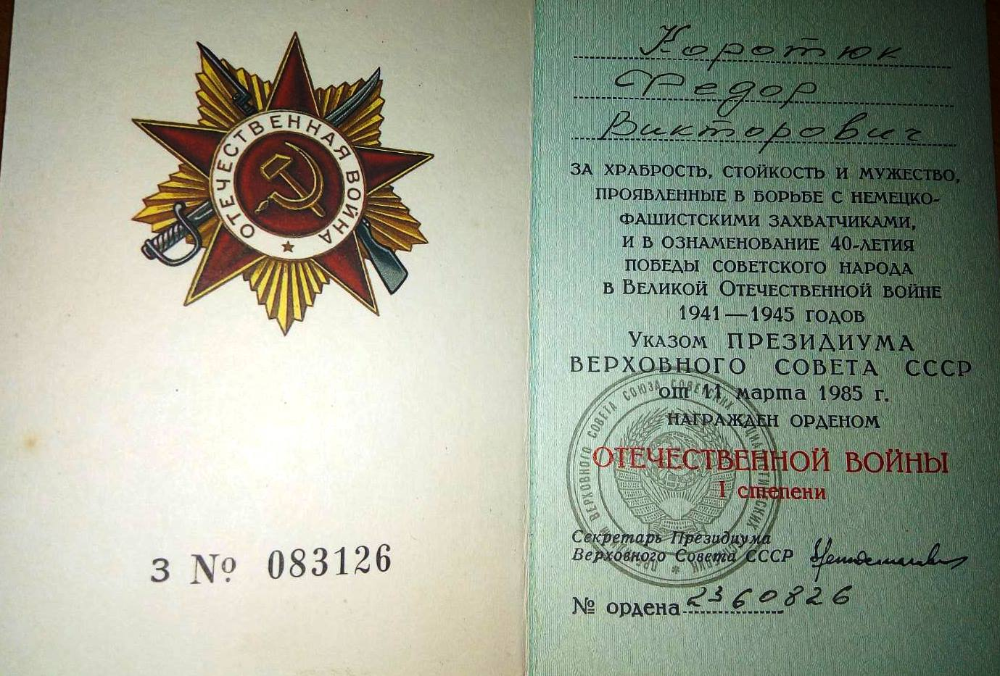 ОТЕЧЕСТВЕННАЯ ВОЙНА
З № 083126
Коротюк
Федор
Викторович
ЗА ХРАБРОСТЬ, СТОЙКОСТЬ И МУЖЕСТВО,
ПРОЯВЛЕННЫЕ В БОРЬБЕ С НЕМЕЦКО-
ФАШИСТСКИМИ ЗАХВАТЧИКАМИ,
И В ОЗНАМЕНОВАНИЕ 40-ЛЕТИЯ
ПОБЕДЫ СОВЕТСКОГО НАРОДА
В ВЕЛИКОЙ ОТЕЧЕСТВЕННОЙ ВОЙНЕ
1941—1945 ГОДОВ
УКАЗОМ ПРЕЗИДИУМА
ВЕРХОВНОГО СОВЕТА СССР
от 11 марта 1985 г.
НАГРАЖДЕН ОРДЕНОМ
ОТЕЧЕСТВЕННОЙ ВОЙНЫ
I степени
Секретарь Президиума
Верховного Совета СССР
№ ордена 2360826
ВЕРХОВНОГО СОВЕТА СОЮЗА СОВЕТСКИХ